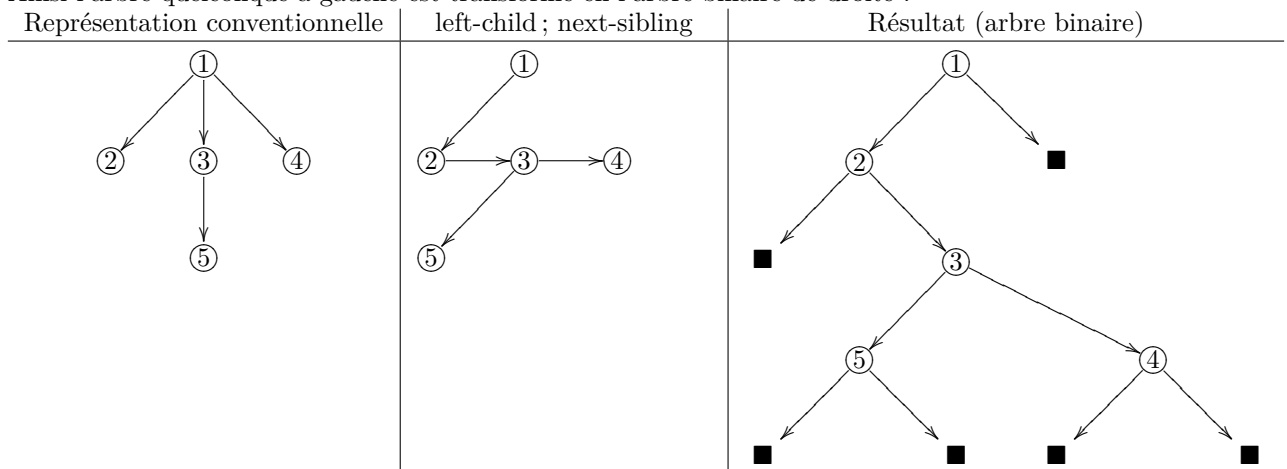 Ainsi l'arbre quelconque à gauche est transformé en l'arbre binaire de droite :
Représentation conventionnelle left-child ; next-sibling Résultat (arbre binaire)
1 1 1
2 3 4 2 3 4 2
5 5 3
5 4